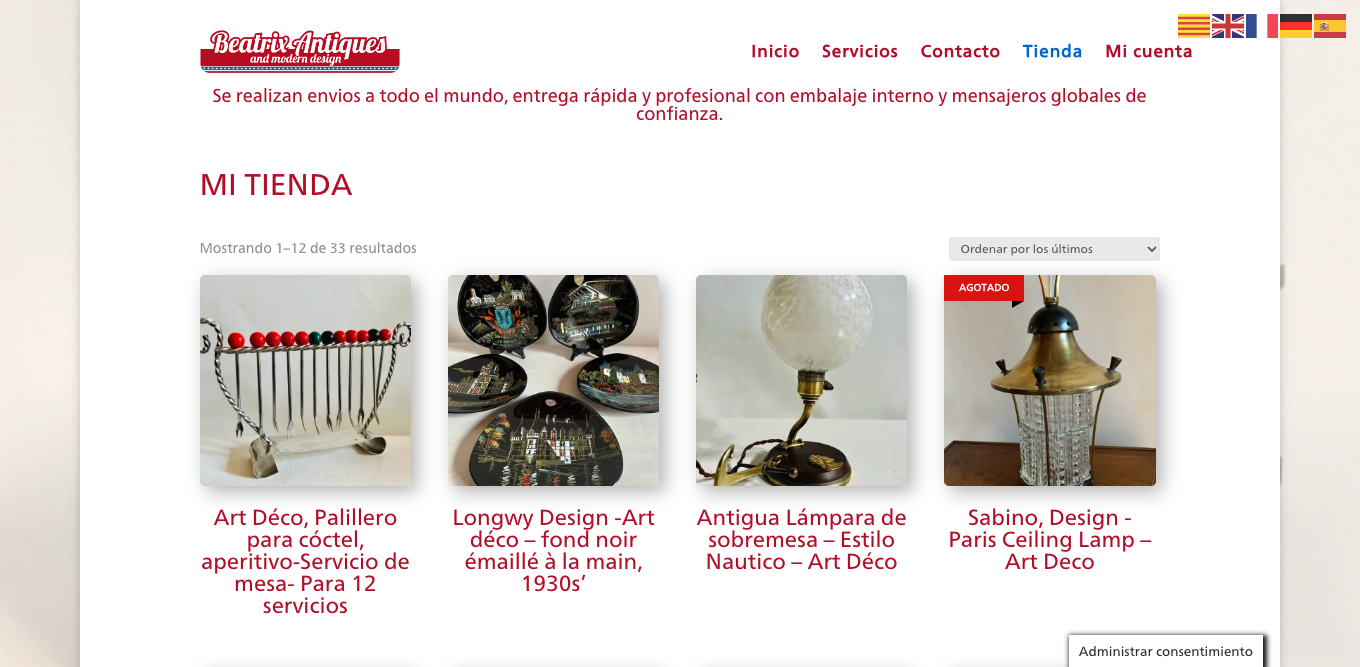 Beatrix Antiques
and modern design
Inicio Servicios Contacto Tienda Mi cuenta
Se realizan envios a todo el mundo, entrega rápida y profesional con embalaje interno y mensajeros globales de
confianza.
MI TIENDA
Mostrando 1–12 de 33 resultados
Ordenar por los últimos
AGOTADO
Art Déco, Palillero
para cóctel,
aperitivo-Servicio de
mesa- Para 12
servicios
Longwy Design -Art
déco – fond noir
émaillé à la main,
1930s’
Antigua Lámpara de
sobremesa – Estilo
Nautico – Art Déco
Sabino, Design -
Paris Ceiling Lamp –
Art Deco
Administrar consentimiento